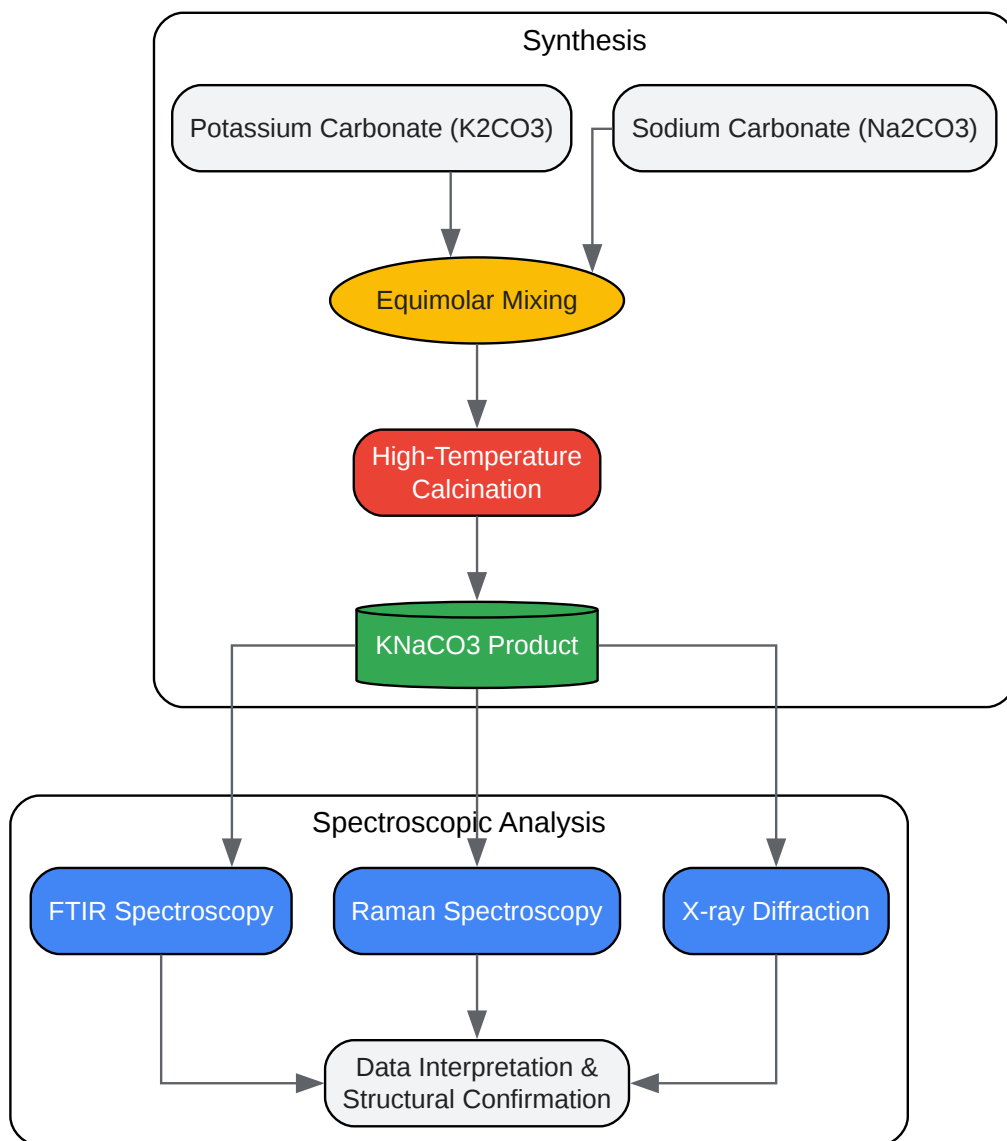 Synthesis
Potassium Carbonate (K2CO3)
Sodium Carbonate (Na2CO3)
Equimolar Mixing
High-Temperature
Calcination
KNaCO3 Product
Spectroscopic Analysis
FTIR Spectroscopy
Raman Spectroscopy
X-ray Diffraction
Data Interpretation &
Structural Confirmation